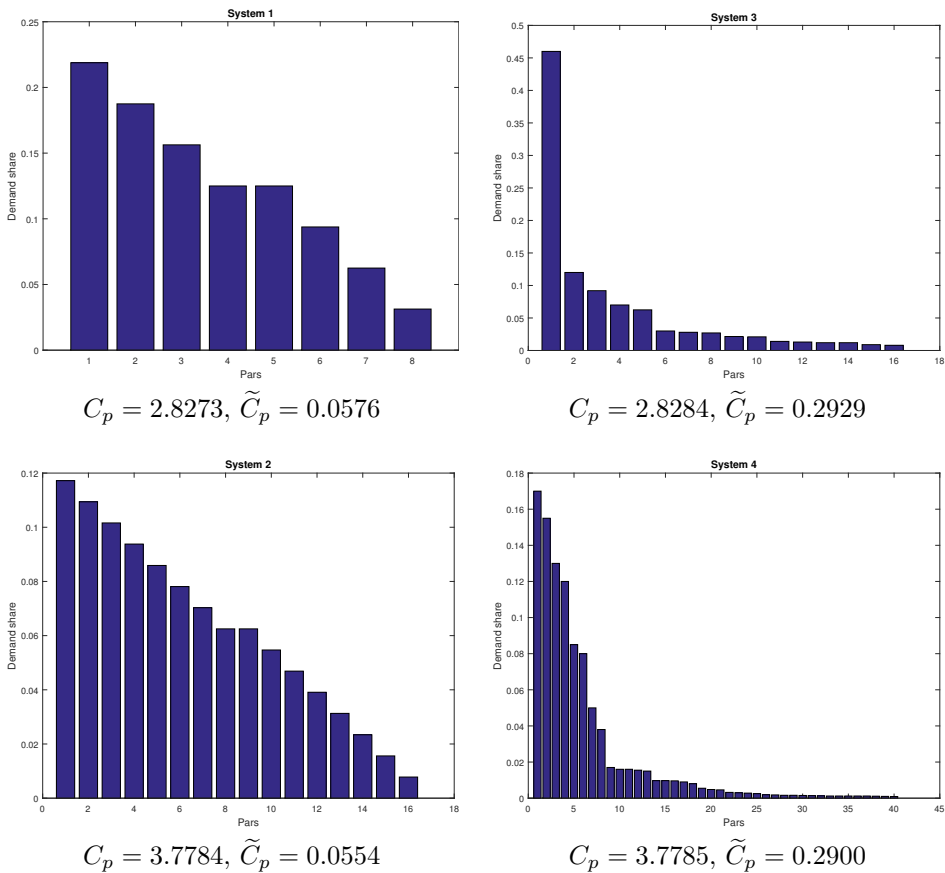 System 1
0.25
0.2
0.15
0.1
0.05
0
Demand share
1 2 3 4 5 6 7 8
Pars
C_p = 2.8273, C̃_p = 0.0576
System 3
0.5
0.45
0.4
0.35
0.3
0.25
0.2
0.15
0.1
0.05
0
Demand share
0 2 4 6 8 10 12 14 16 18
Pars
C_p = 2.8284, C̃_p = 0.2929
System 2
0.12
0.1
0.08
0.06
0.04
0.02
0
Demand share
0 2 4 6 8 10 12 14 16 18
Pars
C_p = 3.7784, C̃_p = 0.0554
System 4
0.18
0.16
0.14
0.12
0.1
0.08
0.06
0.04
0.02
0
Demand share
0 5 10 15 20 25 30 35 40 45
Pars
C_p = 3.7785, C̃_p = 0.2900